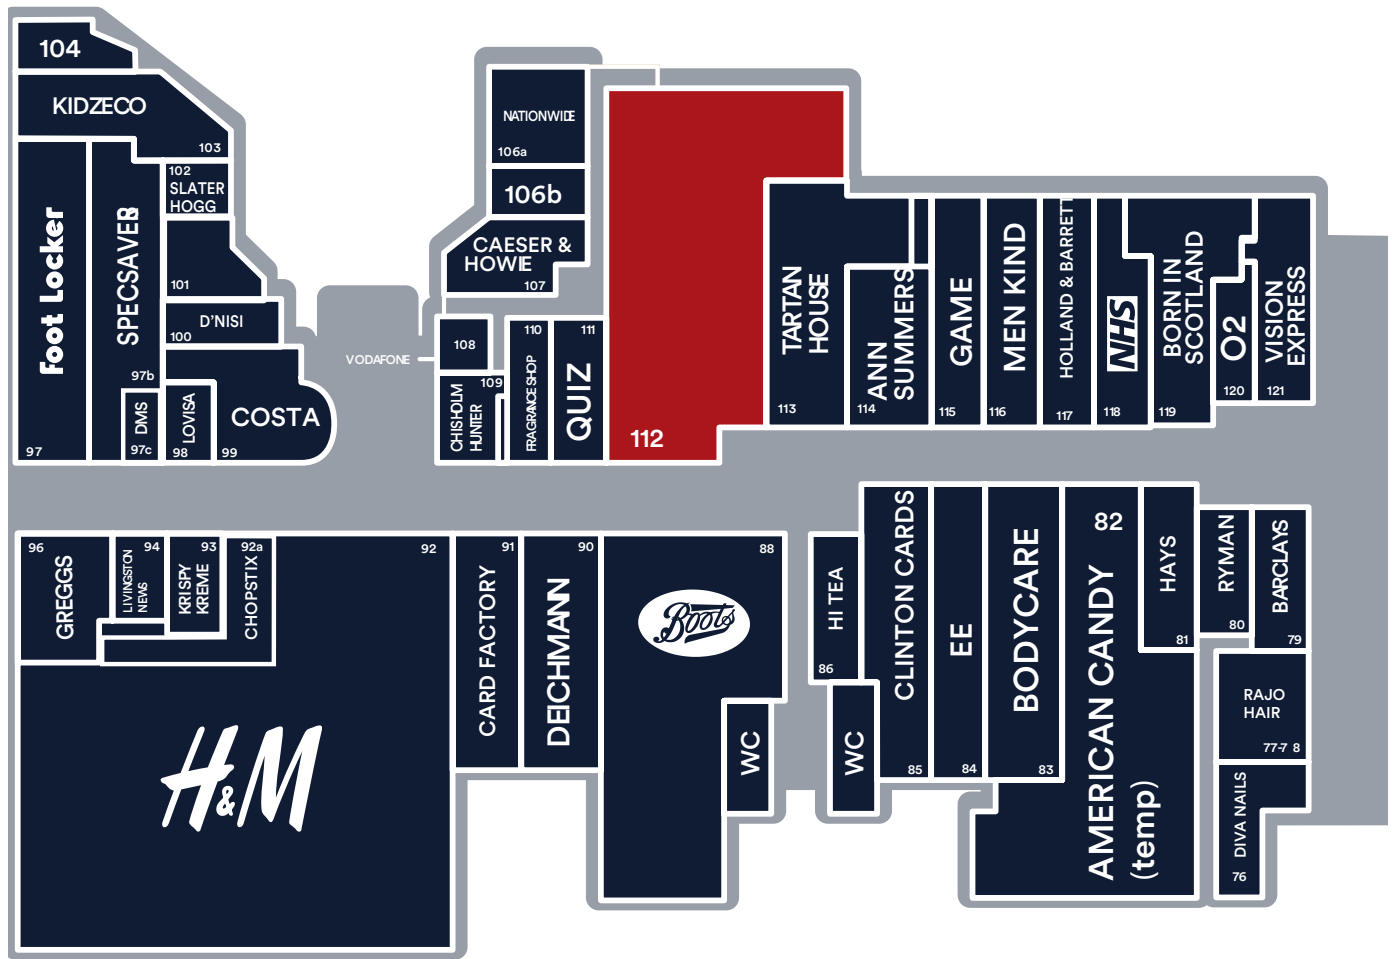 104
KIDZECO
103
Foot Locker
97
SPECSAVER
97b
DMS
97c
102
SLATER
HOGG
101
D'NISI
100
LOVISA
98
COSTA
99
VODAFONE
NATIONWIDE
106a
106b
CAESER &
HOWIE
107
108
109
CHISHOLM
HUNTER
110
FRAGRANCE SHOP
111
QUIZ
112
TARTAN
HOUSE
113
ANN
SUMMERS
114
GAME
115
MEN KIND
116
HOLLAND & BARRETT
117
NHS
118
BORN IN
SCOTLAND
119
O2
120
VISION
EXPRESS
121
96
GREGGS
94
LIVINGSTON
NEWS
93
KRISPY
KREME
92a
CHOPSTIX
92
H&M
91
CARD FACTORY
90
DEICHMANN
88
Boots
WC
HI TEA
86
WC
CLINTON CARDS
85
EE
84
BODYCARE
83
82
AMERICAN CANDY
(temp)
HAYS
81
RYMAN
80
BARCLAYS
79
RAJO
HAIR
77-7 8
DIVA NAILS
76